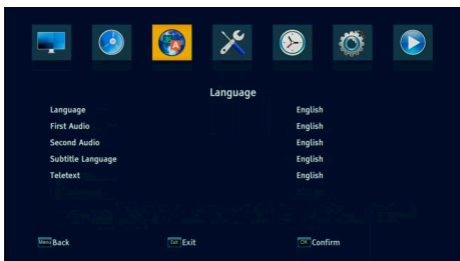 Language
Language English
First Audio English
Second Audio English
Subtitle Language English
Teletext English
Menu Back Exit OK Confirm